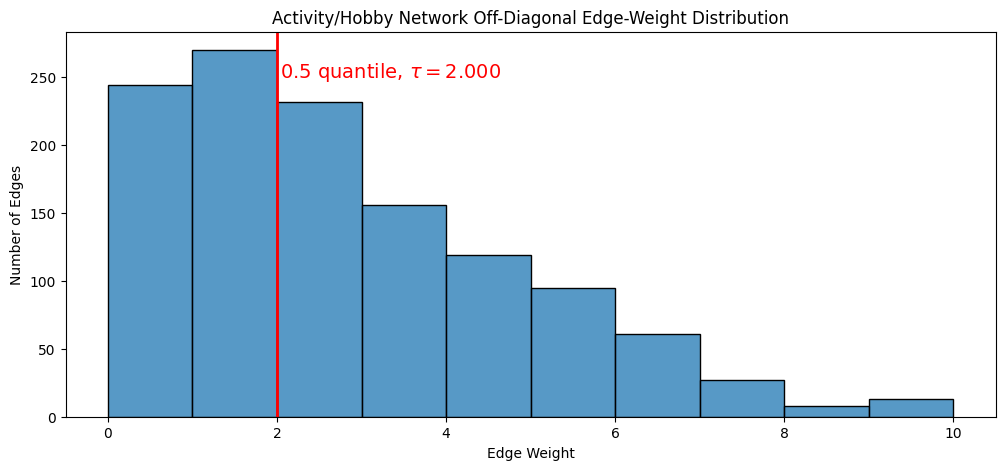 Activity/Hobby Network Off-Diagonal Edge-Weight Distribution
0.5 quantile, τ = 2.000
Number of Edges
250
200
150
100
50
0
0 2 4 6 8 10
Edge Weight